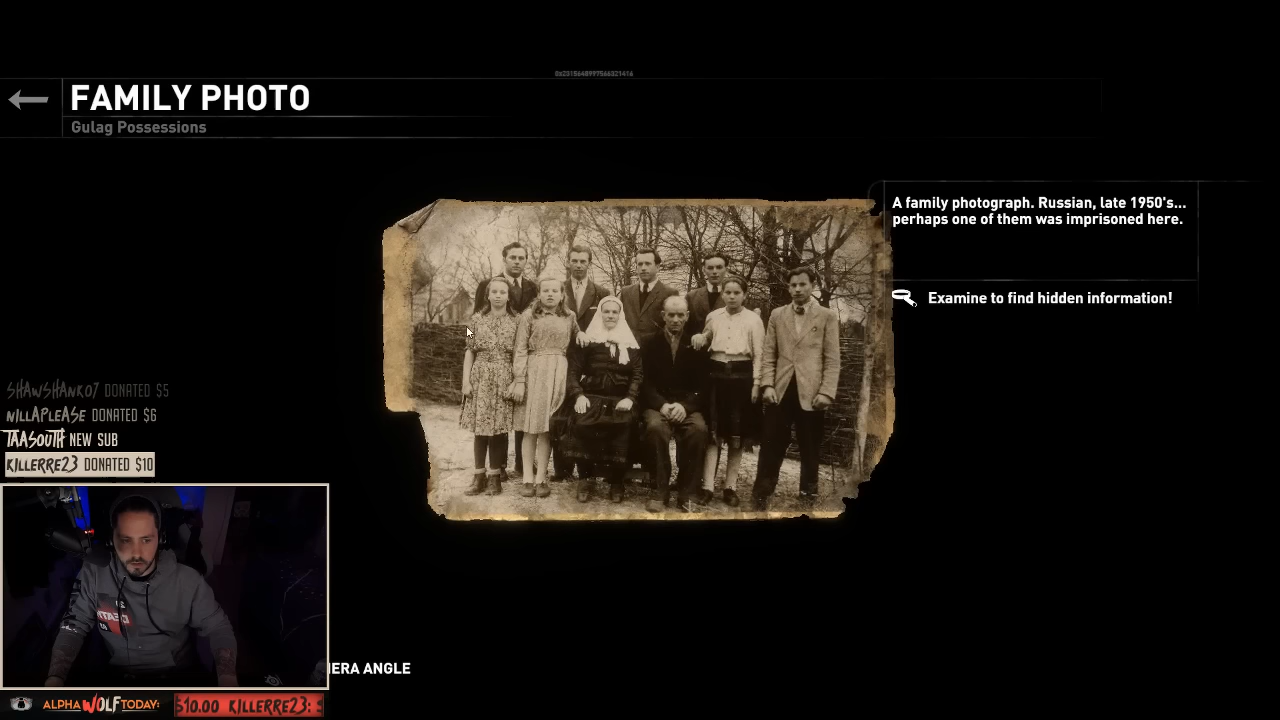 0x2315648997566321416
FAMILY PHOTO
Gulag Possessions
A family photograph. Russian, late 1950's...
perhaps one of them was imprisoned here.
Examine to find hidden information!
SHAWSHANK07 DONATED $5
NILLAPLEASE DONATED $6
TAASOUTH NEW SUB
KILLERRE23 DONATED $10
ERA ANGLE
ALPHA WOLF TODAY:
$10.00 KILLERRE23: